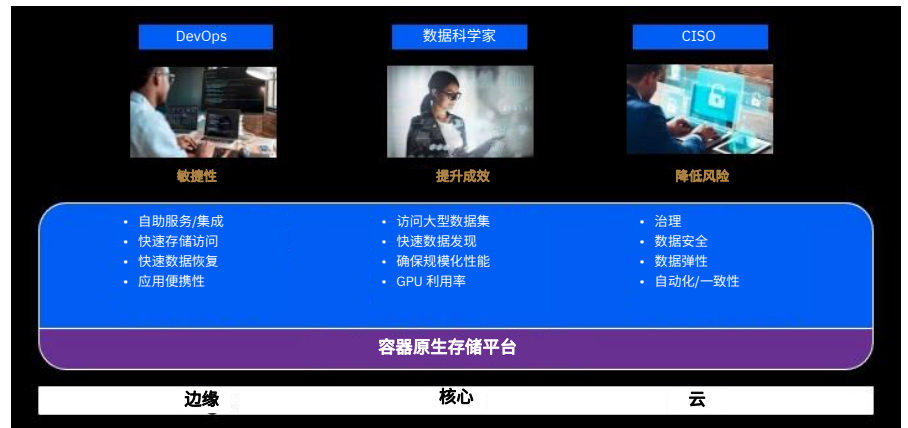 DevOps
数据科学家
CISO
敏捷性
提升成效
降低风险
• 自助服务/集成
• 快速存储访问
• 快速数据恢复
• 应用便携性
• 访问大型数据集
• 快速数据发现
• 确保规模化性能
• GPU 利用率
• 治理
• 数据安全
• 数据弹性
• 自动化/一致性
容器原生存储平台
边缘
核心
云